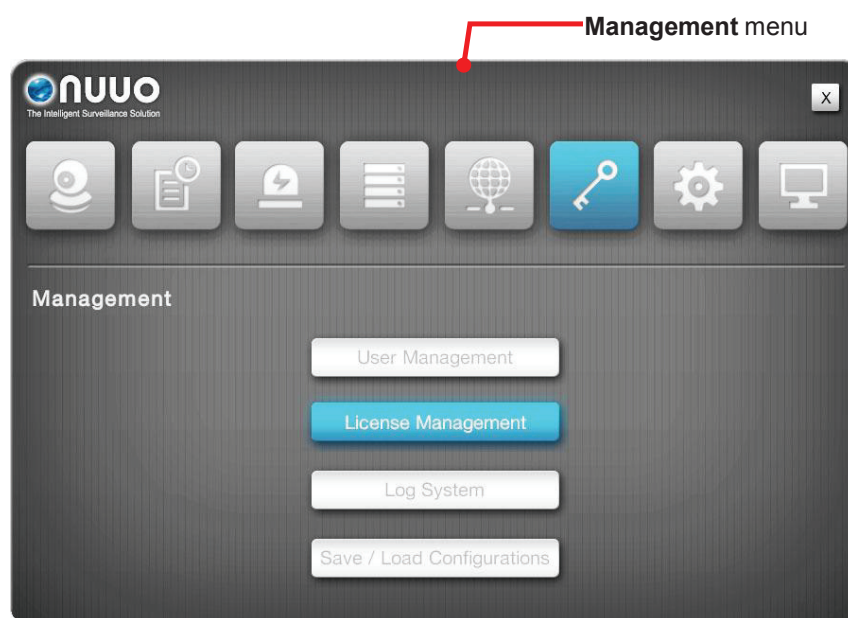 Management menu
nuuo
The Intelligent Surveillance Solution
X
Management
User Management
License Management
Log System
Save / Load Configurations